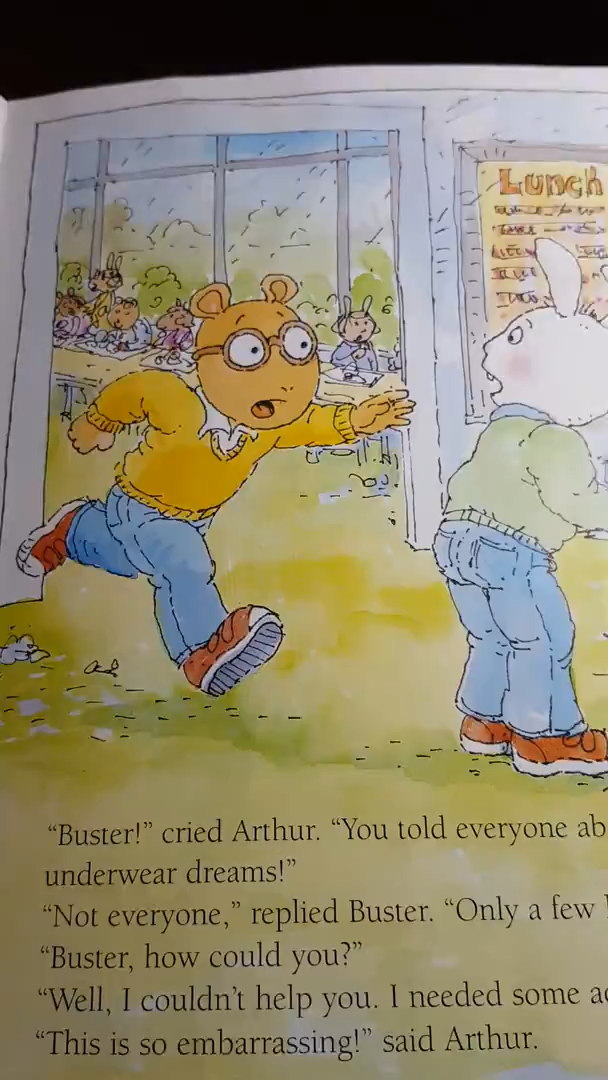 Lunch
“Buster!” cried Arthur. “You told everyone ab
underwear dreams!”
“Not everyone,” replied Buster. “Only a few
“Buster, how could you?”
“Well, I couldn’t help you. I needed some a
“This is so embarrassing!” said Arthur.